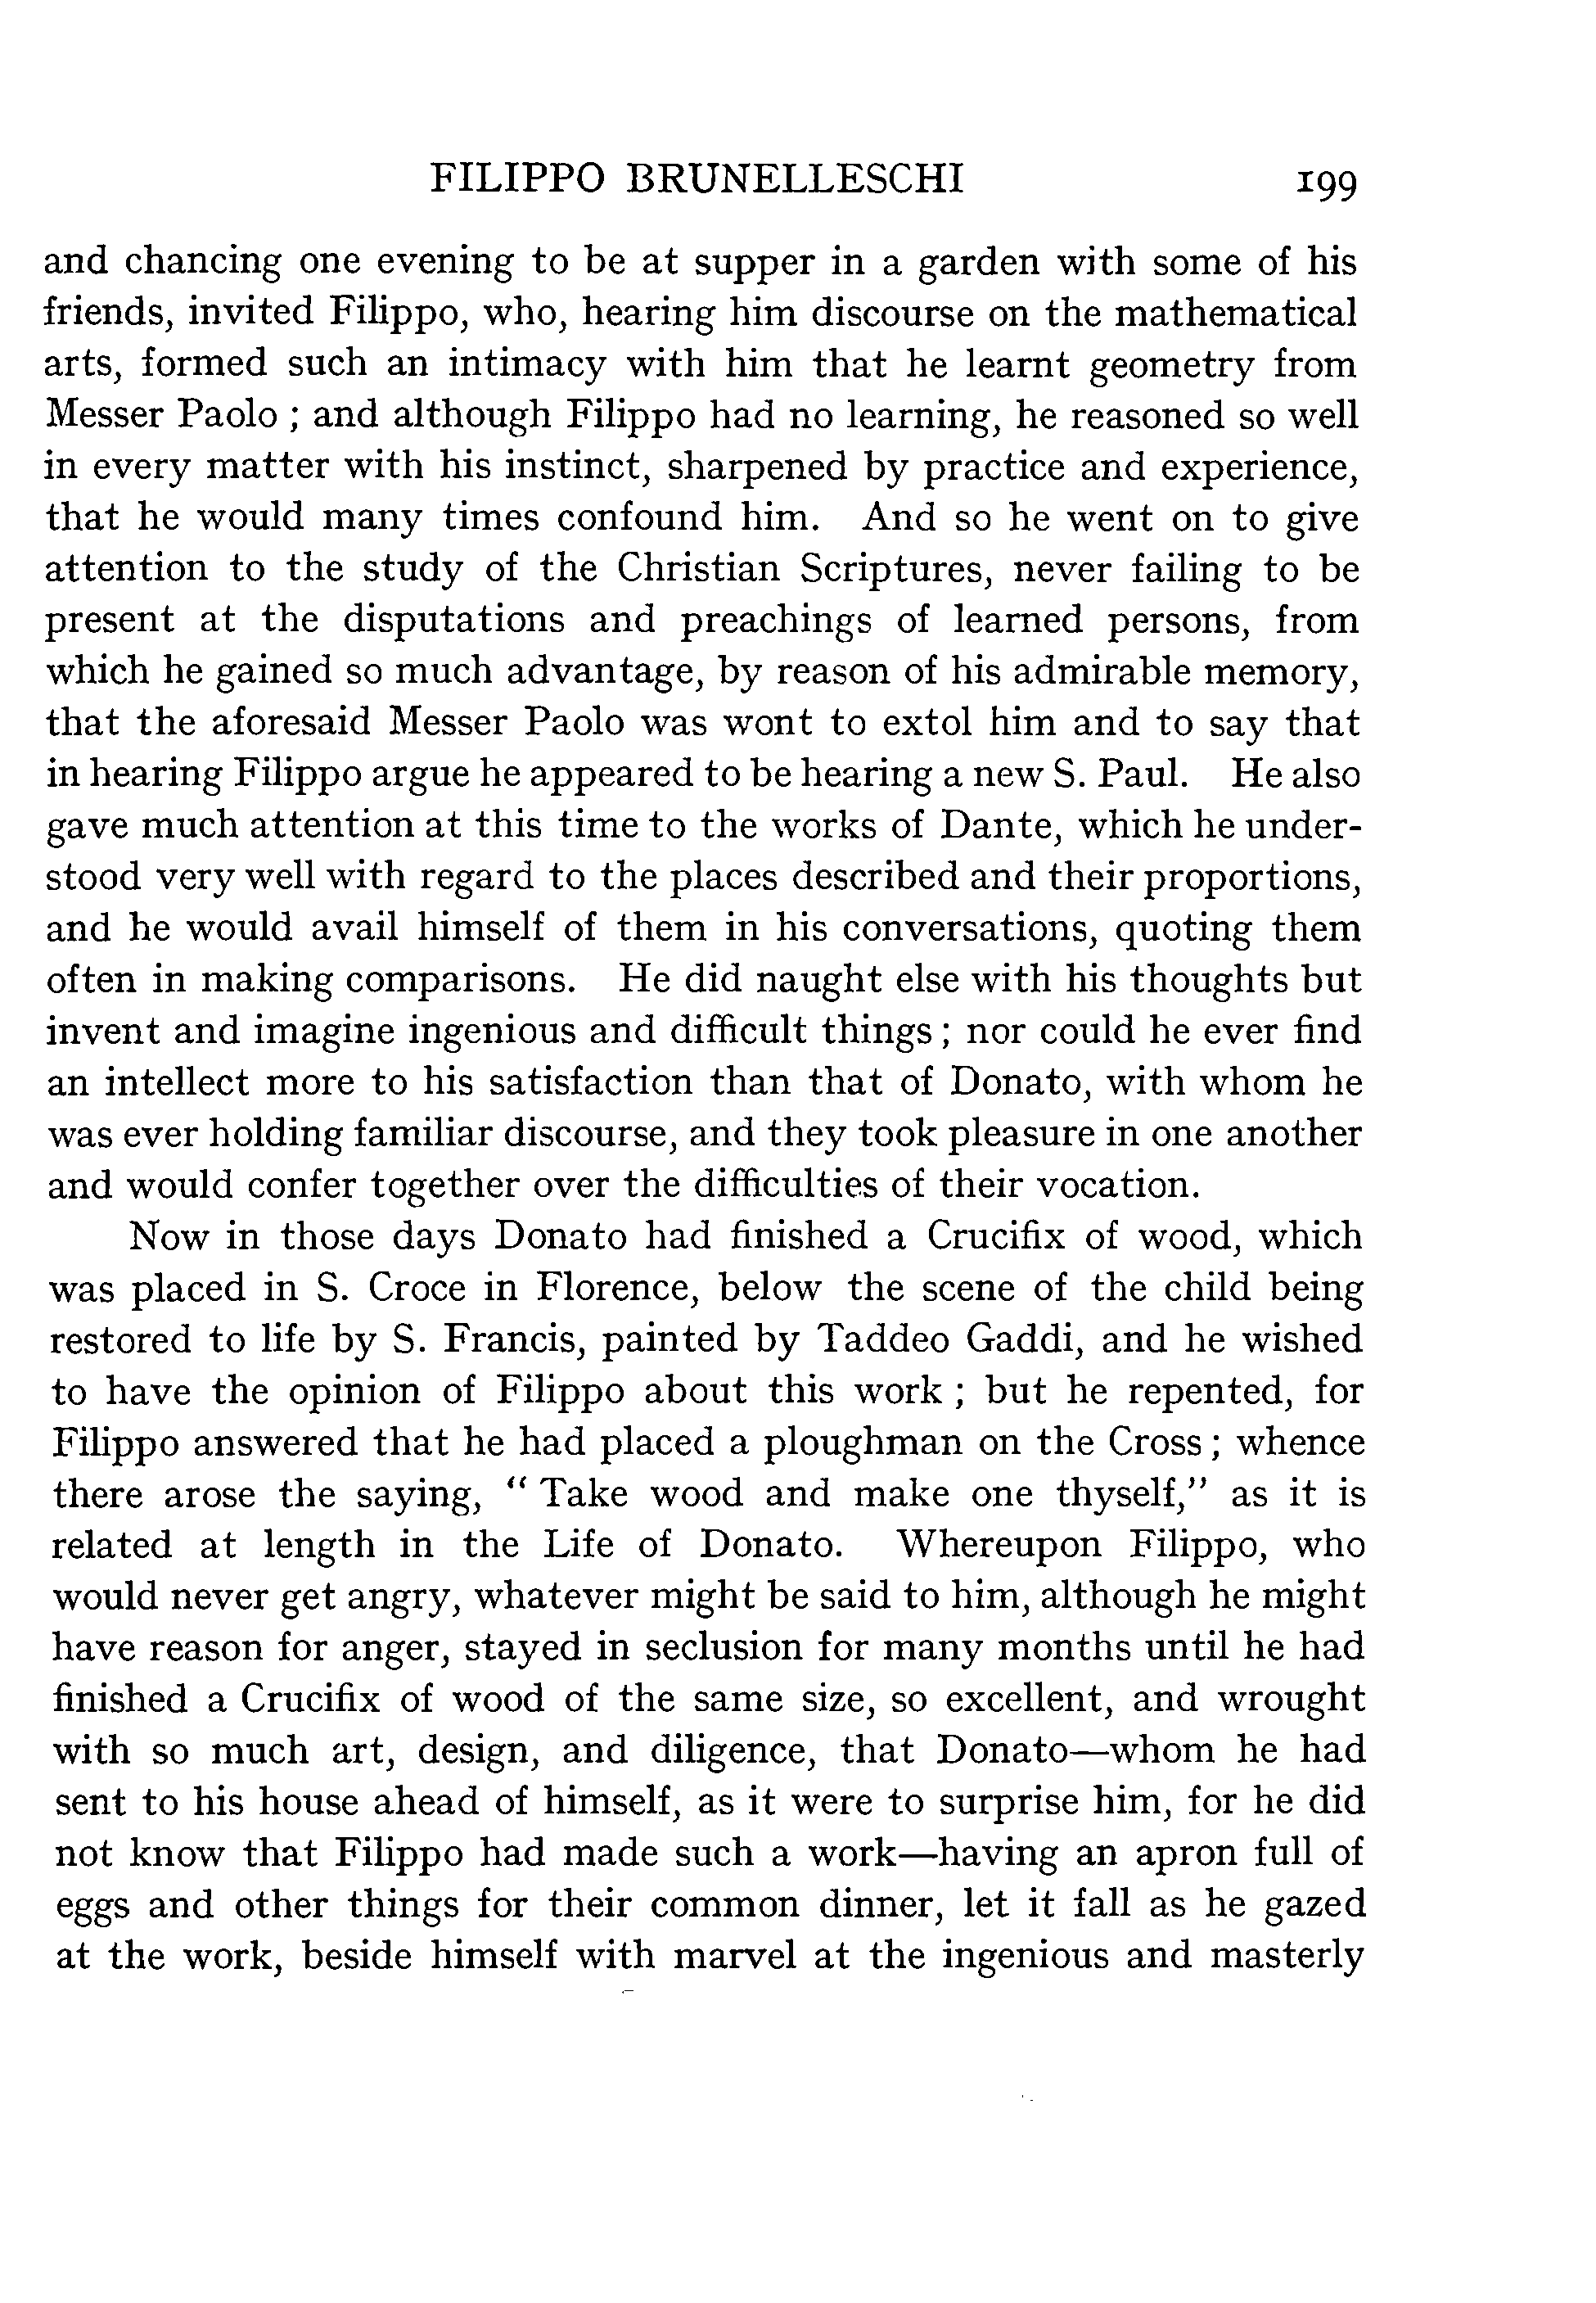 FILIPPO BRUNELLESCHI 199
and chancing one evening to be at supper in a garden with some of his
friends, invited Filippo, who, hearing him discourse on the mathematical
arts, formed such an intimacy with him that he learnt geometry from
Messer Paolo ; and although Filippo had no learning, he reasoned so well
in every matter with his instinct, sharpened by practice and experience,
that he would many times confound him. And so he went on to give
attention to the study of the Christian Scriptures, never failing to be
present at the disputations and preachings of learned persons, from
which he gained so much advantage, by reason of his admirable memory,
that the aforesaid Messer Paolo was wont to extol him and to say that
in hearing Filippo argue he appeared to be hearing a new S. Paul. He also
gave much attention at this time to the works of Dante, which he under-
stood very well with regard to the places described and their proportions,
and he would avail himself of them in his conversations, quoting them
often in making comparisons. He did naught else with his thoughts but
invent and imagine ingenious and difficult things ; nor could he ever find
an intellect more to his satisfaction than that of Donato, with whom he
was ever holding familiar discourse, and they took pleasure in one another
and would confer together over the difficulties of their vocation.
Now in those days Donato had finished a Crucifix of wood, which
was placed in S. Croce in Florence, below the scene of the child being
restored to life by S. Francis, painted by Taddeo Gaddi, and he wished
to have the opinion of Filippo about this work ; but he repented, for
Filippo answered that he had placed a ploughman on the Cross ; whence
there arose the saying, “ Take wood and make one thyself,” as it is
related at length in the Life of Donato. Whereupon Filippo, who
would never get angry, whatever might be said to him, although he might
have reason for anger, stayed in seclusion for many months until he had
finished a Crucifix of wood of the same size, so excellent, and wrought
with so much art, design, and diligence, that Donato—whom he had
sent to his house ahead of himself, as it were to surprise him, for he did
not know that Filippo had made such a work—having an apron full of
eggs and other things for their common dinner, let it fall as he gazed
at the work, beside himself with marvel at the ingenious and masterly